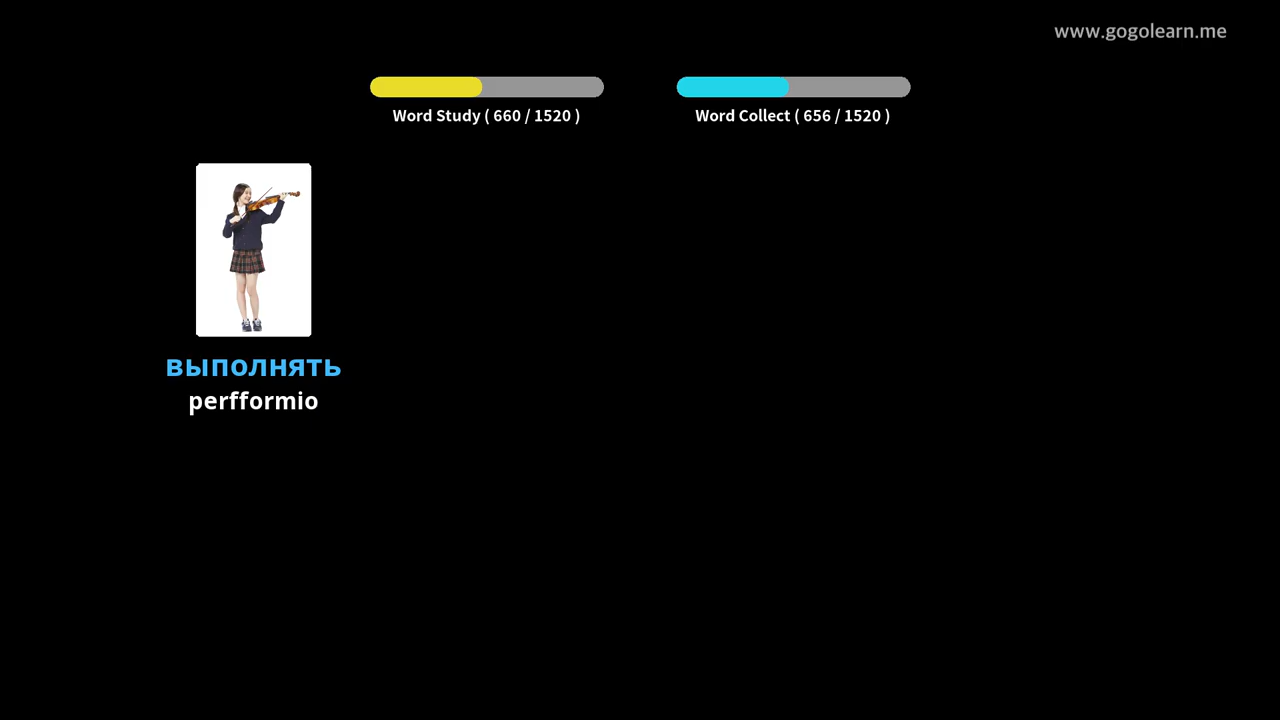 www.gogolearn.me
Word Study ( 660 / 1520 )
Word Collect ( 656 / 1520 )
выполнять
perfformio